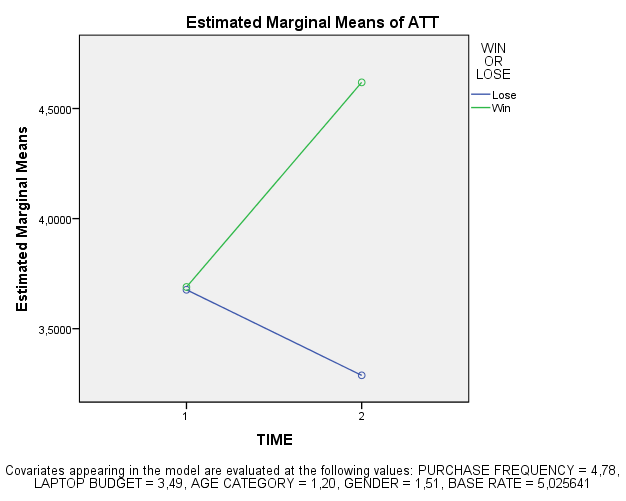 Estimated Marginal Means of ATT
WIN
OR
LOSE
Lose
Win
Estimated Marginal Means
4,5000
4,0000
3,5000
1
2
TIME
Covariates appearing in the model are evaluated at the following values: PURCHASE FREQUENCY = 4,78,
LAPTOP BUDGET = 3,49, AGE CATEGORY = 1,20, GENDER = 1,51, BASE RATE = 5,025641